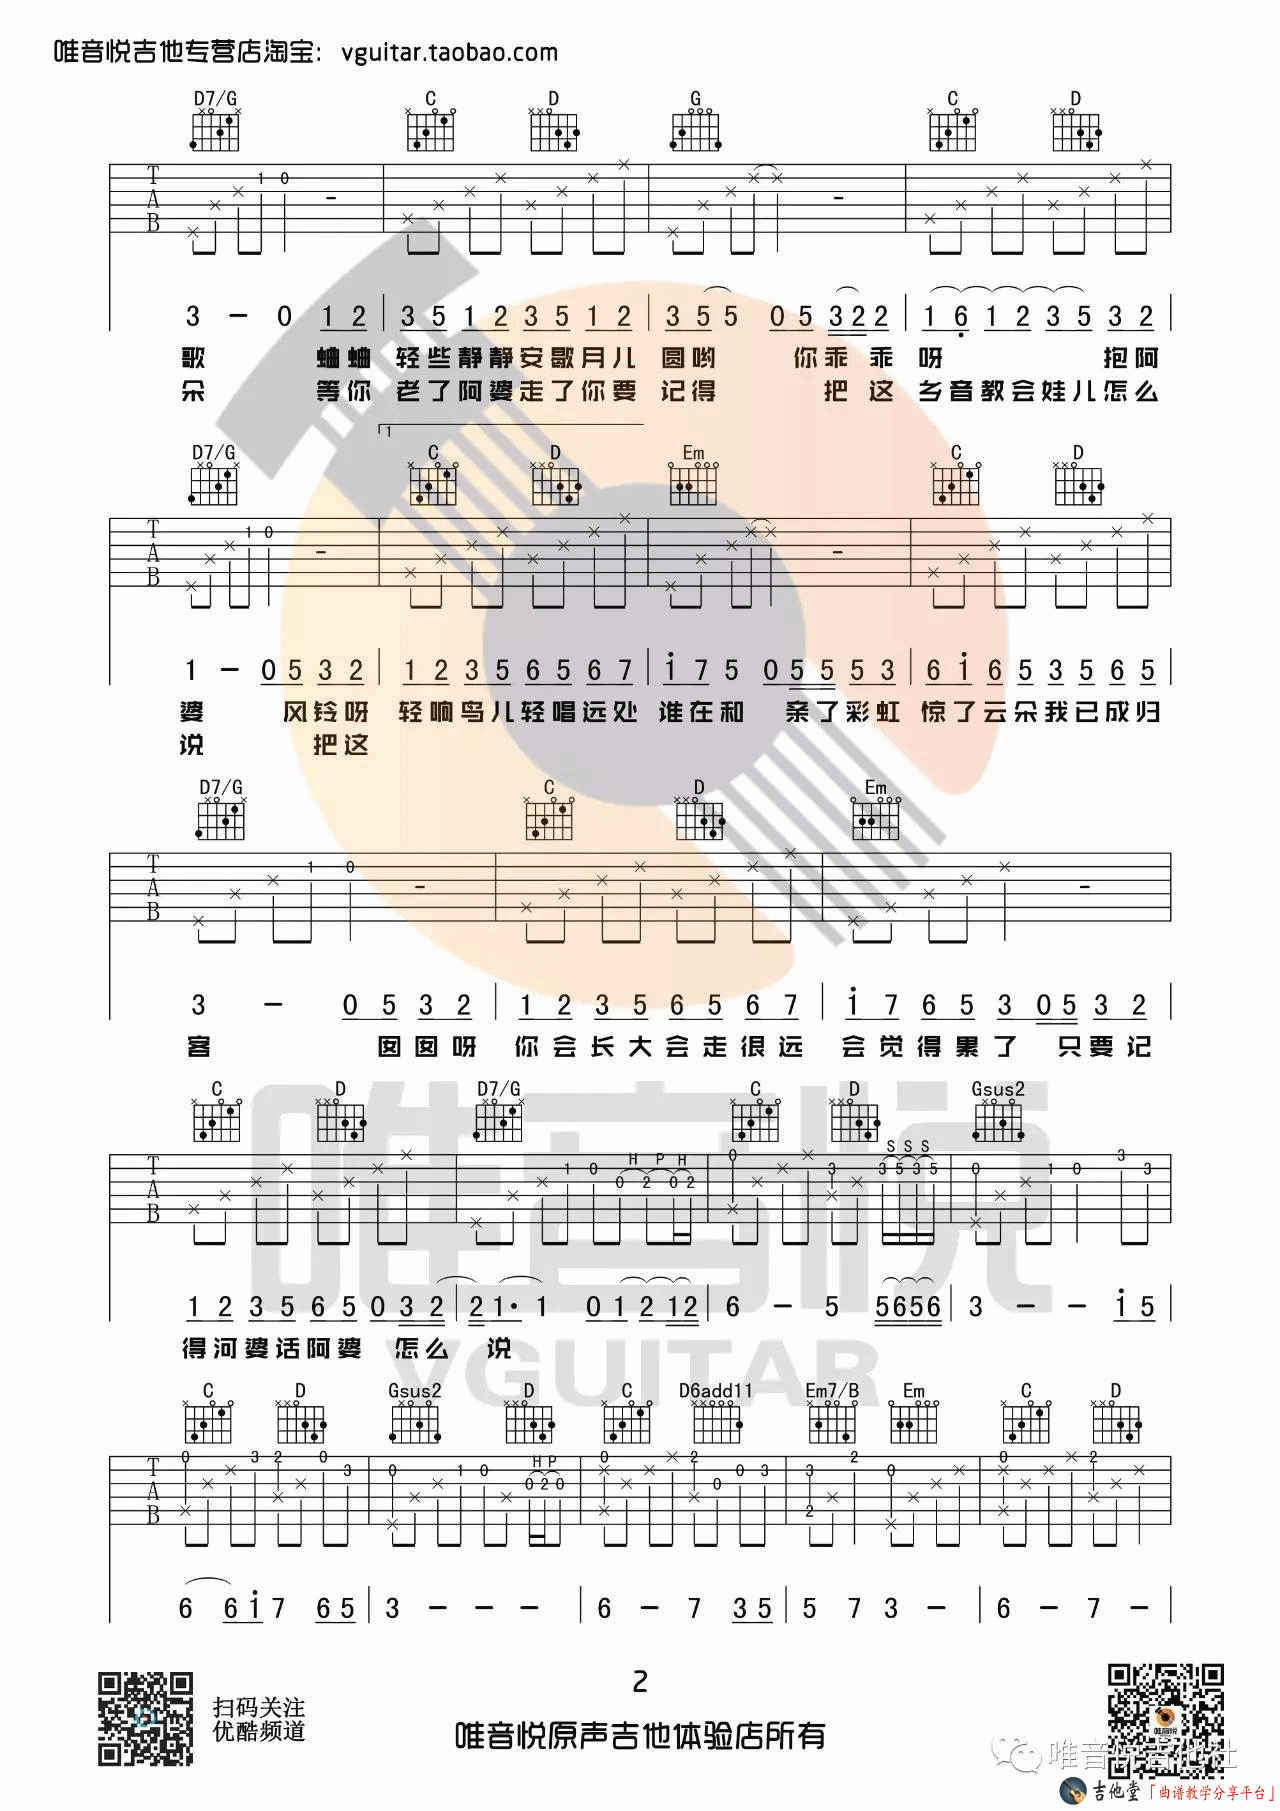 唯音悦吉他专营店淘宝：vguitar.taobao.com
D7/G C D G C D
T 1 0 -
A
B
3 - 0 1 2 3 5 1 2 3 5 1 2 3 5 5 0 5 3 2 2 1 6 1 2 3 5 3 2
歌 蛐蛐 轻些静静安歇月儿 圆哟 你乖乖呀 抱阿
朵 等你 老了阿婆走了你要 记得 把这 乡音教会娃儿怎么
1
D7/G C D Em C D
T 1 0 -
A
B
1 - 0 5 3 2 1 2 3 5 6 5 6 7 i 7 5 0 5 5 5 3 6 i 6 5 3 5 6 5
婆 风铃呀 轻响鸟儿轻唱远处 谁在和 亲了彩虹 惊了云朵我已成归
说 把这
D7/G C D Em
T 1 0 -
A
B
3 - 0 5 3 2 1 2 3 5 6 5 6 7 i 7 6 5 3 0 5 3 2
客 囡囡呀 你会长大会走很远 会觉得累了 只要记
C D D7/G C D Gsus2
H P H S S S
T 1 0 0 2 0 2 0 3 3 5 3 5 0 1 0 3 3
A
B
1 2 3 5 6 5 0 3 2 2 1· 1 0 1 2 1 2 6 - 5 5 6 5 6 3 - - i 5
得河婆话阿婆 怎么 说
VGUITAR
唯音悦
C D Gsus2 D C D6add11 Em7/B Em C D
H P
T 0 3 2 0 3 0 1 0 0 2 0 0 2 0 0 3 3 2 2 0 0 2
A
B
6 6 i 7 6 5 3 - - - 6 - 7 3 5 5 7 3 - 6 - 7 -
2
扫码关注
优酷频道
唯音悦原声吉他体验店所有
唯音悦
唯音悦吉他社
吉他堂「曲谱教学分享平台」